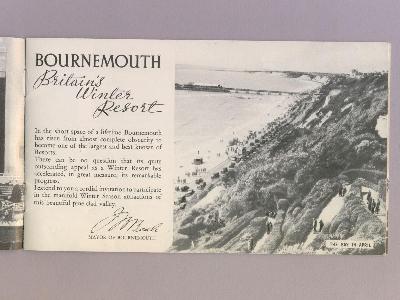 BOURNEMOUTH
Britain's
Winter
Resort
In the short space of a lifetime Bournemouth
has risen from almost complete obscurity to
become one of the largest and best known of
Resorts.
There can be no question that its quite
outstanding appeal as a Winter Resort has
accelerated, in great measure, its remarkable
progress.
I extend to you a cordial invitation to participate
in the manifold Winter Season attractions of
this beautiful pine clad valley.
MAYOR OF BOURNEMOUTH
THE BAY IN APRIL